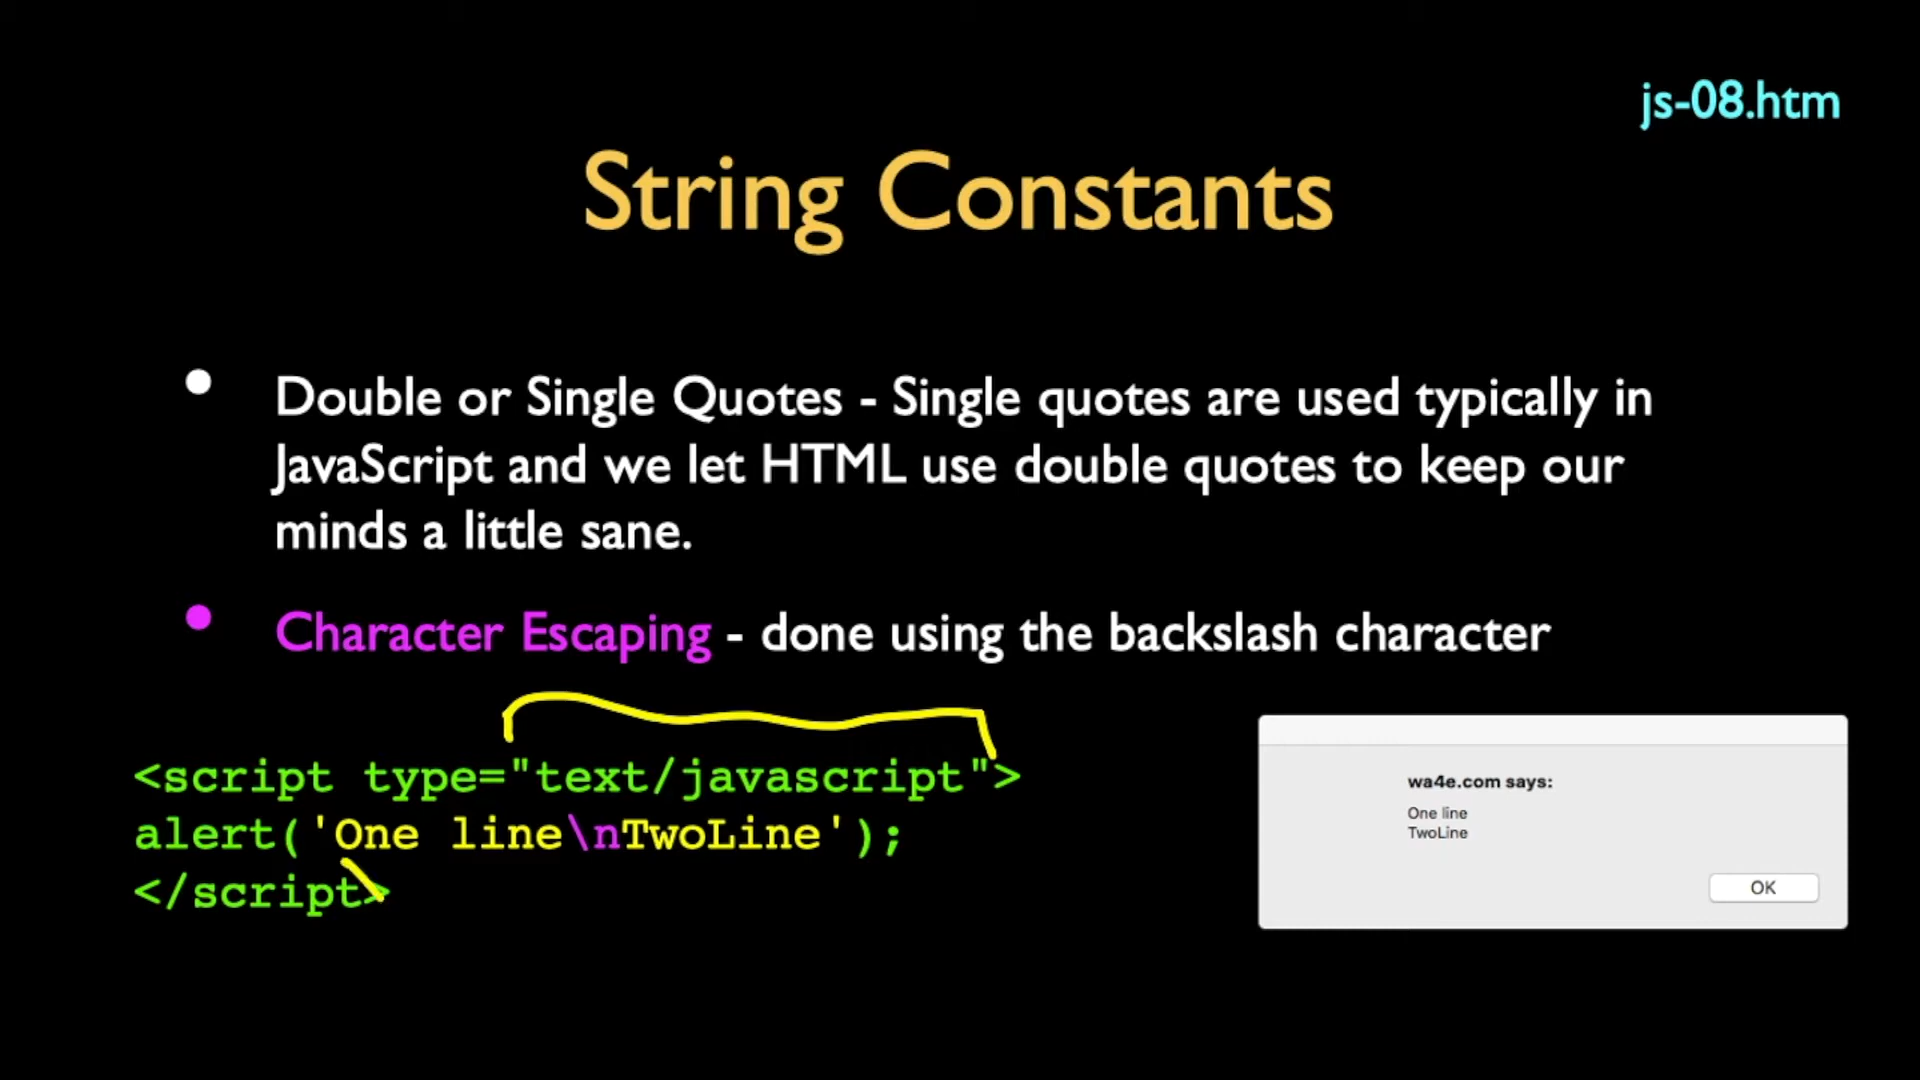 js-08.htm
String Constants
• Double or Single Quotes - Single quotes are used typically in
JavaScript and we let HTML use double quotes to keep our
minds a little sane.
• Character Escaping - done using the backslash character
<script type="text/javascript">
alert('One line\nTwoLine');
</script>
wa4e.com says:
One line
TwoLine
OK